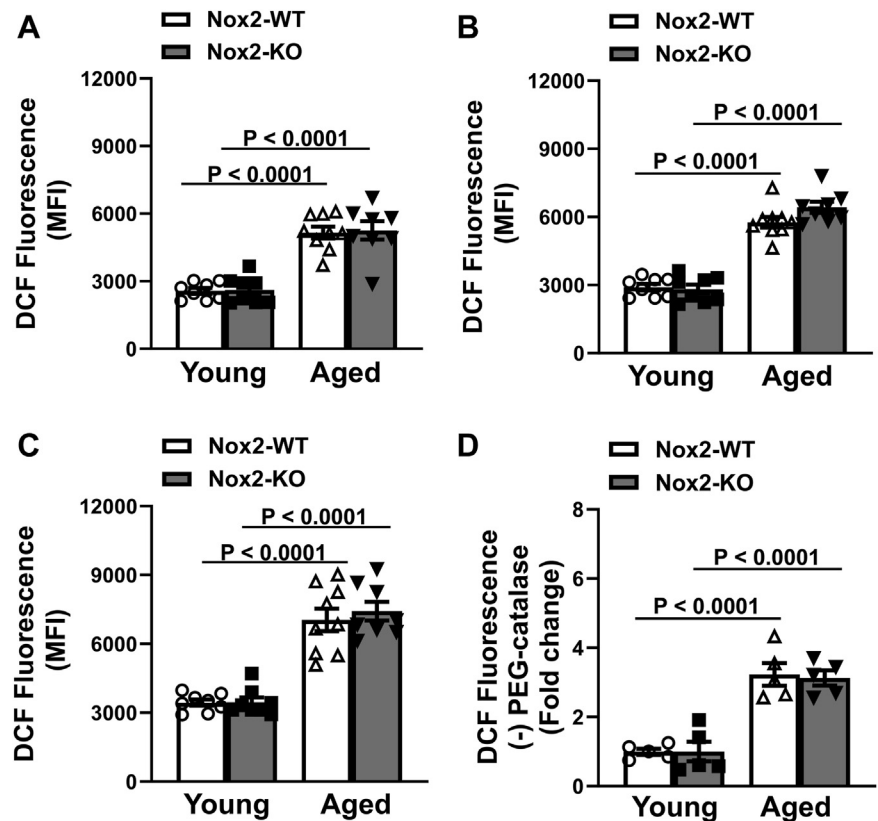 A
Nox2-WT
Nox2-KO
DCF Fluorescence
(MFI)
12000
9000
6000
3000
0
P < 0.0001
P < 0.0001
Young
Aged
B
Nox2-WT
Nox2-KO
DCF Fluorescence
(MFI)
12000
9000
6000
3000
0
P < 0.0001
P < 0.0001
Young
Aged
C
Nox2-WT
Nox2-KO
DCF Fluorescence
(MFI)
12000
9000
6000
3000
0
P < 0.0001
P < 0.0001
Young
Aged
D
Nox2-WT
Nox2-KO
DCF Fluorescence
(-) PEG-catalase
(Fold change)
8
6
4
2
0
P < 0.0001
P < 0.0001
Young
Aged